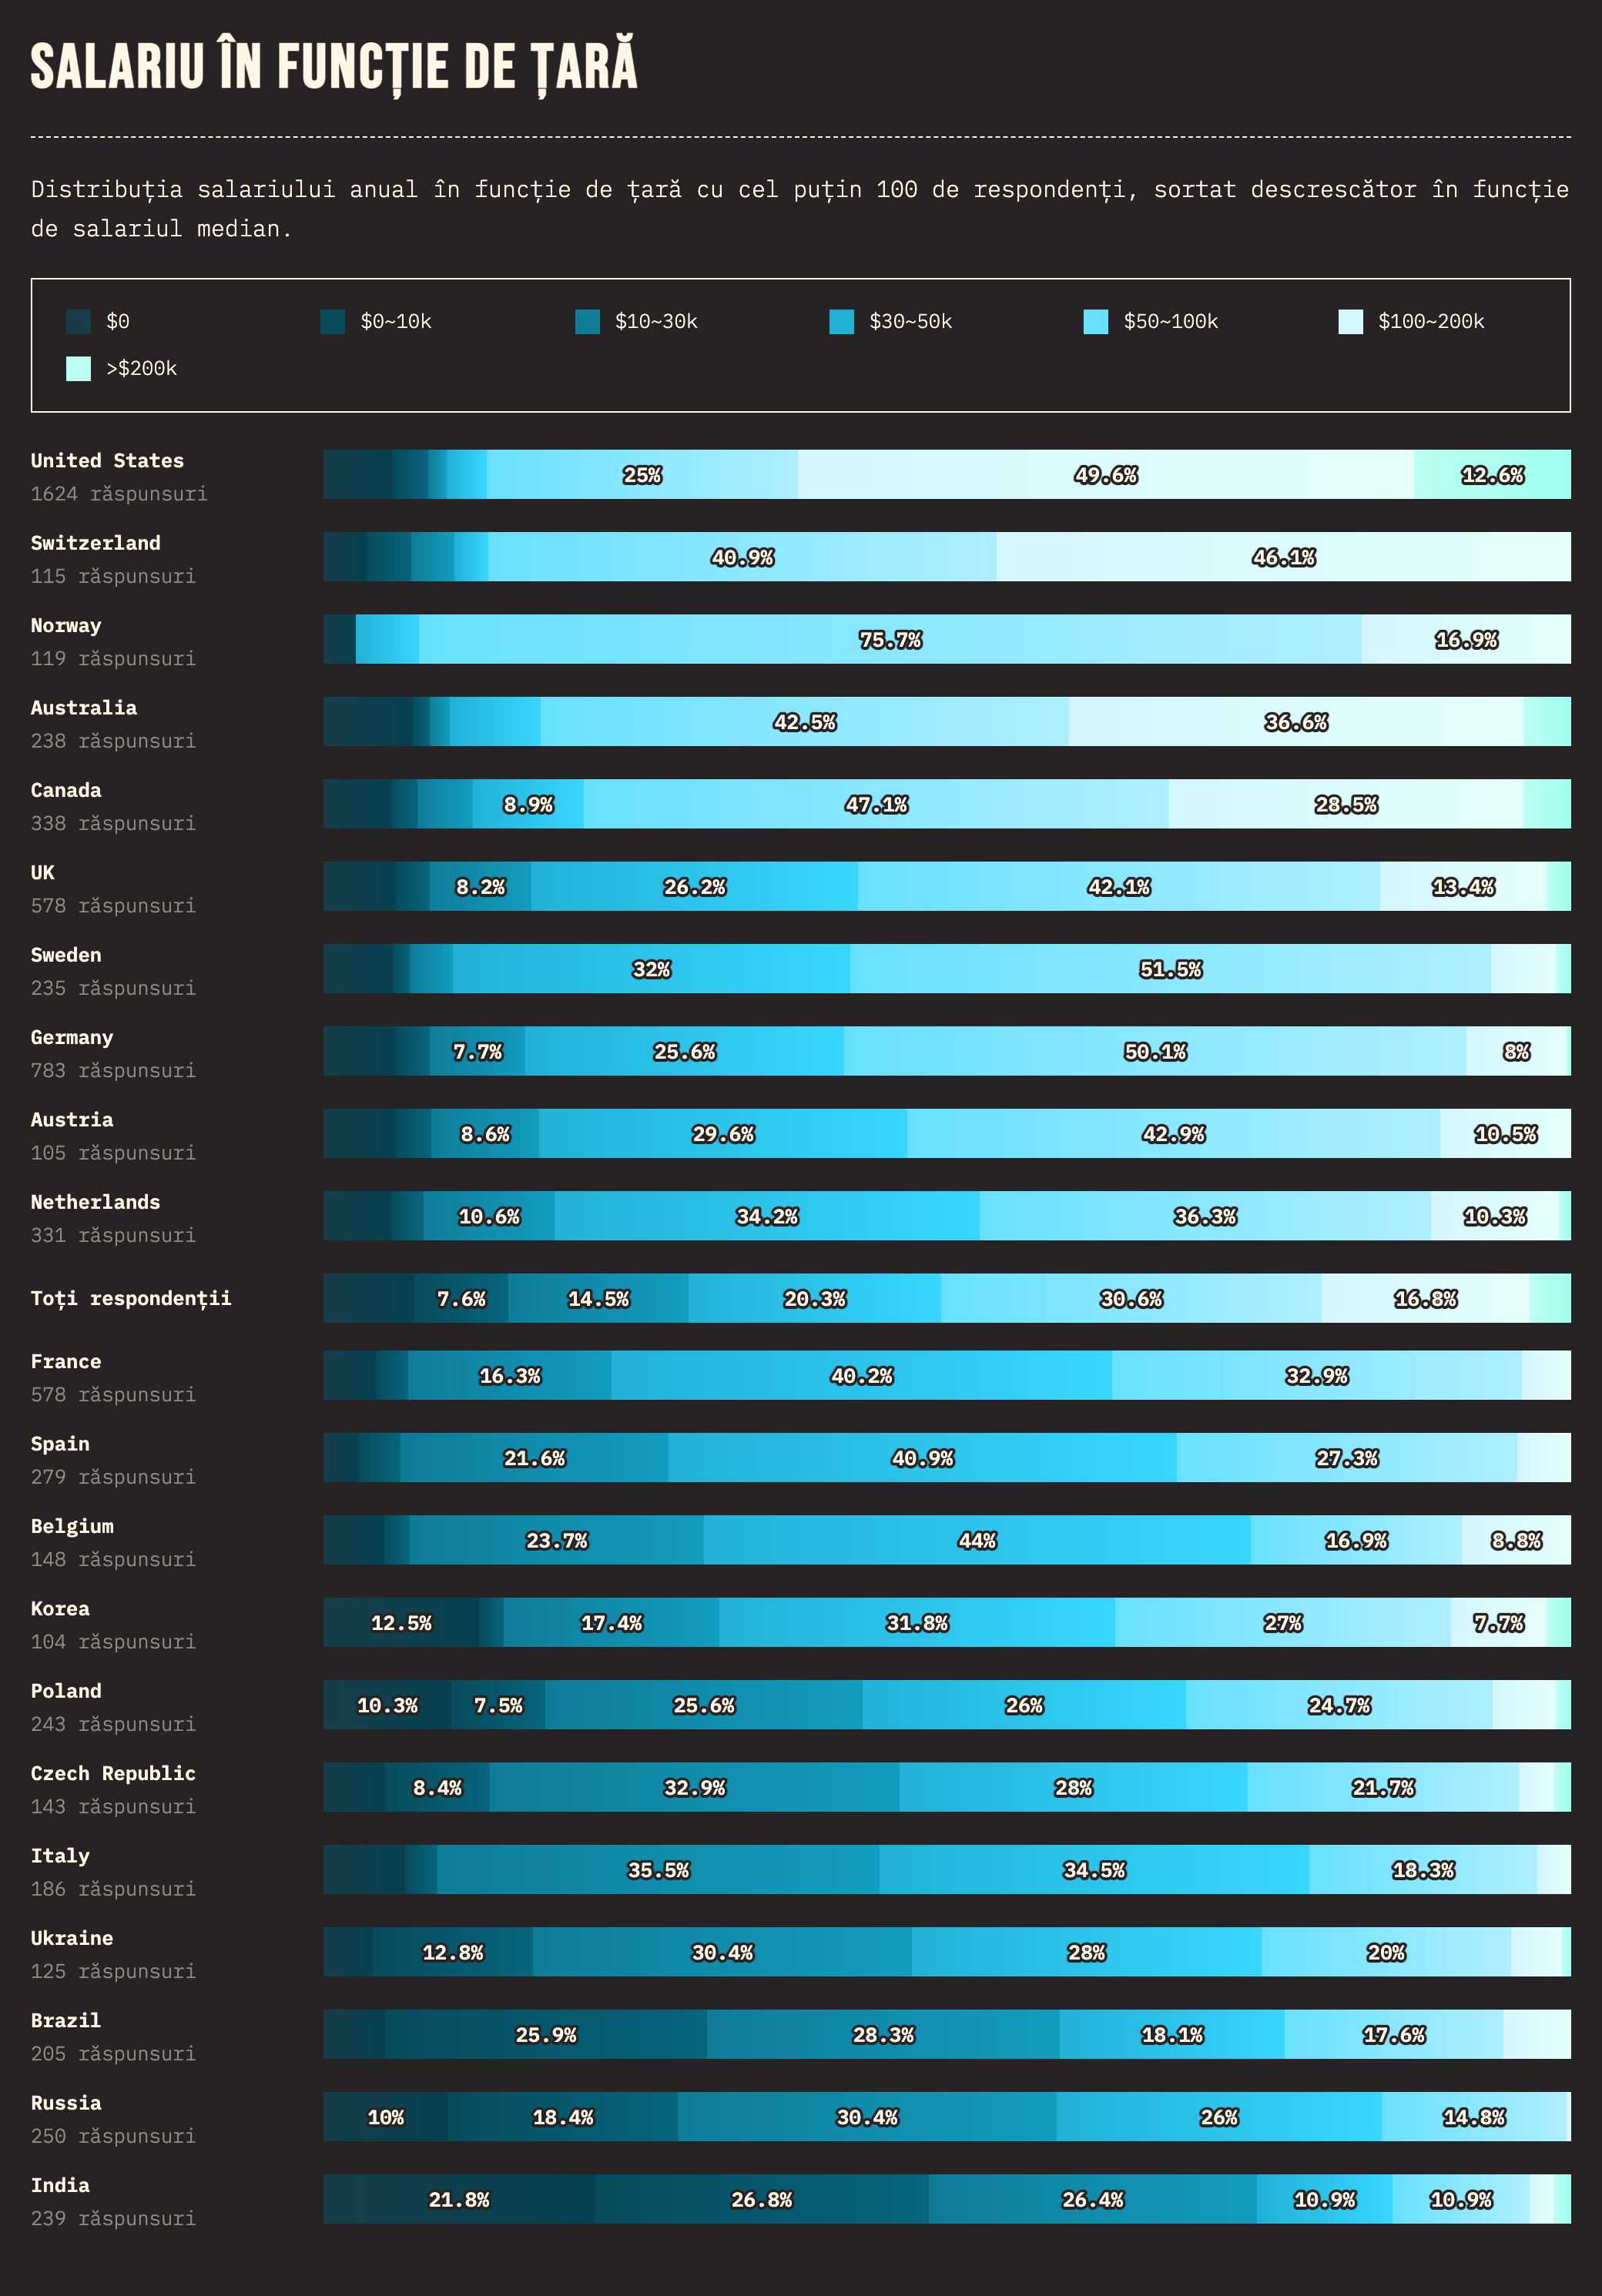 SALARIU ÎN FUNCȚIE DE ȚARĂ
Distribuția salariului anual în funcție de țară cu cel puțin 100 de respondenți, sortat descrescător în funcție
de salariul median.
$0 $0~10k $10~30k $30~50k $50~100k $100~200k
>$200k
United States
1624 răspunsuri
25% 49.6% 12.6%
Switzerland
115 răspunsuri
40.9% 46.1%
Norway
119 răspunsuri
75.7% 16.9%
Australia
238 răspunsuri
42.5% 36.6%
Canada
338 răspunsuri
8.9% 47.1% 28.5%
UK
578 răspunsuri
8.2% 26.2% 42.1% 13.4%
Sweden
235 răspunsuri
32% 51.5%
Germany
783 răspunsuri
7.7% 25.6% 50.1% 8%
Austria
105 răspunsuri
8.6% 29.6% 42.9% 10.5%
Netherlands
331 răspunsuri
10.6% 34.2% 36.3% 10.3%
Toți respondenții
7.6% 14.5% 20.3% 30.6% 16.8%
France
578 răspunsuri
16.3% 40.2% 32.9%
Spain
279 răspunsuri
21.6% 40.9% 27.3%
Belgium
148 răspunsuri
23.7% 44% 16.9% 8.8%
Korea
104 răspunsuri
12.5% 17.4% 31.8% 27% 7.7%
Poland
243 răspunsuri
10.3% 7.5% 25.6% 26% 24.7%
Czech Republic
143 răspunsuri
8.4% 32.9% 28% 21.7%
Italy
186 răspunsuri
35.5% 34.5% 18.3%
Ukraine
125 răspunsuri
12.8% 30.4% 28% 20%
Brazil
205 răspunsuri
25.9% 28.3% 18.1% 17.6%
Russia
250 răspunsuri
10% 18.4% 30.4% 26% 14.8%
India
239 răspunsuri
21.8% 26.8% 26.4% 10.9% 10.9%